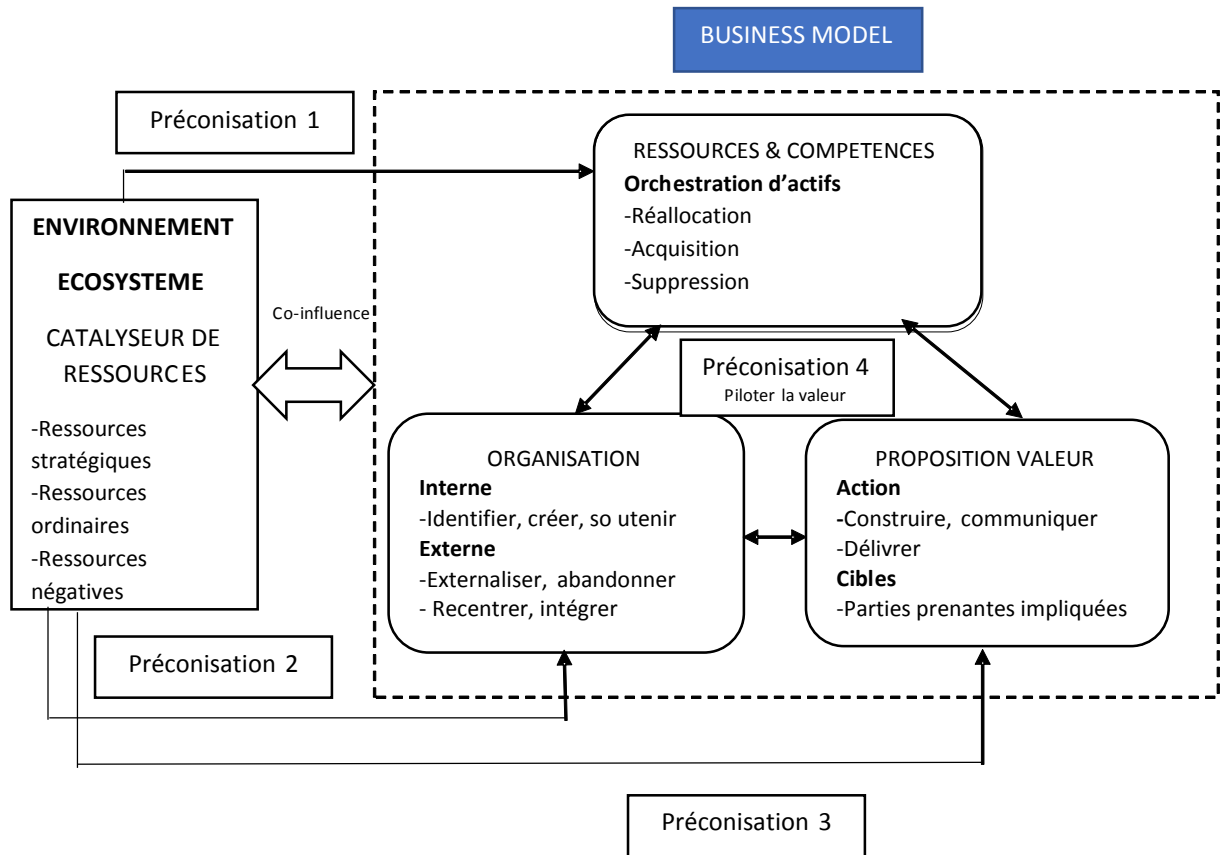 BUSINESS MODEL
Préconisation 1
RESSOURCES & COMPETENCES
Orchestration d’actifs
-Réallocation
-Acquisition
-Suppression
ENVIRONNEMENT
ECOSYSTEME
CATALYSEUR DE
RESSOURCES
-Ressources
stratégiques
-Ressources
ordinaires
-Ressources
négatives
Co-influence
Préconisation 4
Piloter la valeur
ORGANISATION
Interne
-Identifier, créer, so utenir
Externe
-Externaliser, abandonner
- Recentrer, intégrer
PROPOSITION VALEUR
Action
-Construire, communiquer
-Délivrer
Cibles
-Parties prenantes impliquées
Préconisation 2
Préconisation 3